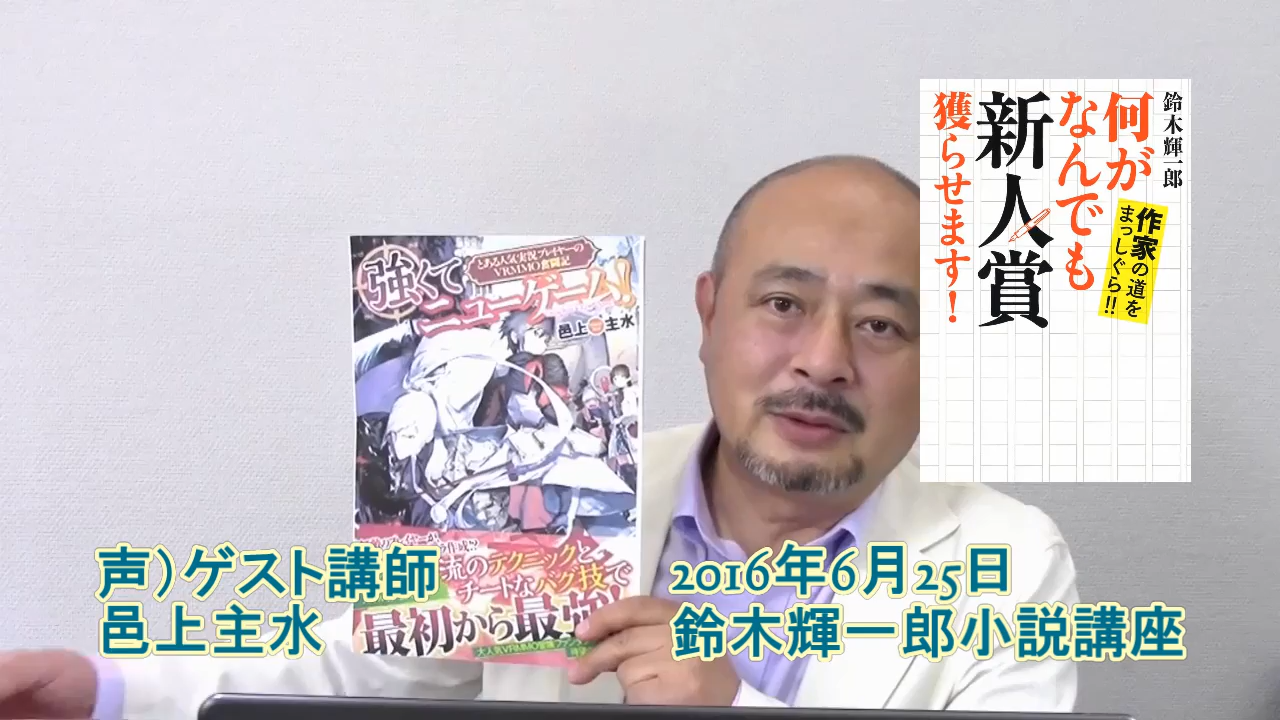 鈴木輝一郎
何が
なんでも
新人賞
獲らせます!
作家の道を
まっしぐら!!
とある人気実況プレイヤーの
VRMMO奮闘記
強くて
ニューゲーム!
邑上主水
流のテクニックと
チートなバグ技で
最初から最強!
声)ゲスト講師
邑上主水
2016年6月25日
鈴木輝一郎小説講座